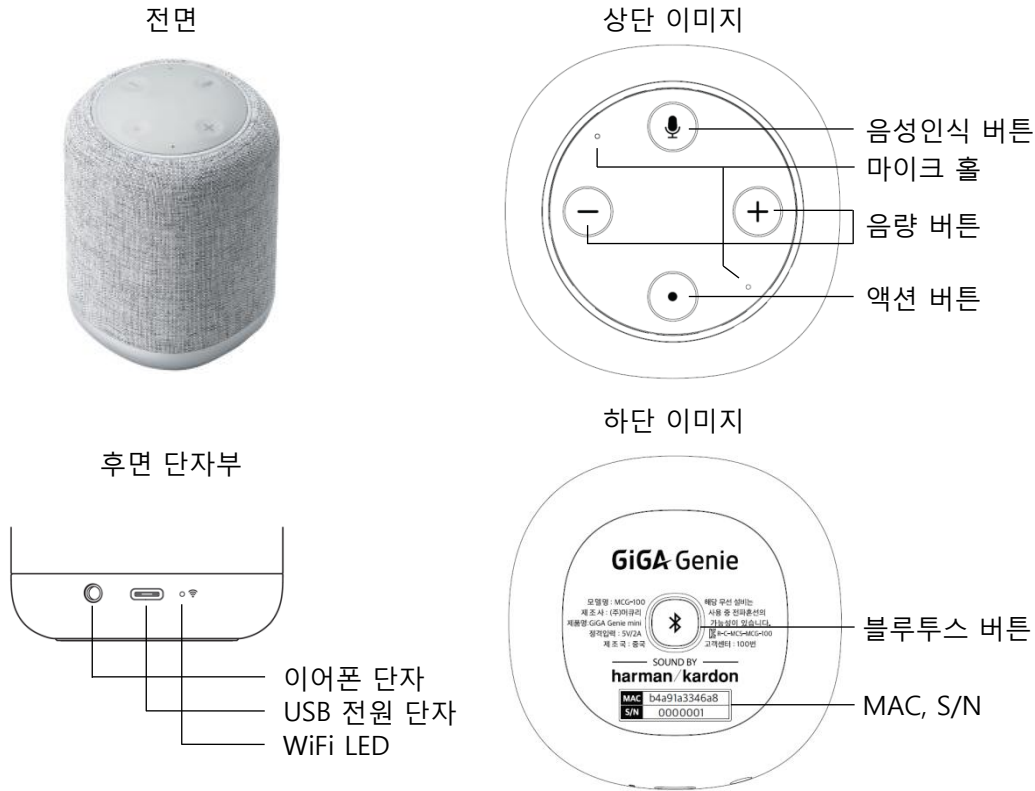 전면
상단 이미지
음성인식 버튼
마이크 홀
음량 버튼
액션 버튼
후면 단자부
이어폰 단자
USB 전원 단자
WiFi LED
하단 이미지
GiGA Genie
모델명 : MCG-100
제조사 : (주)머큐리
제품명:GiGA Genie mini
정격입력 : 5V/2A
제 조 국 : 중국
해당 무선 설비는
사용 중 전파혼선의
가능성이 있습니다.
R-C-MCS-MCG-100
고객센터 : 100번
SOUND BY
harman/kardon
MAC b4a91a3346a8
S/N 0000001
블루투스 버튼
MAC, S/N